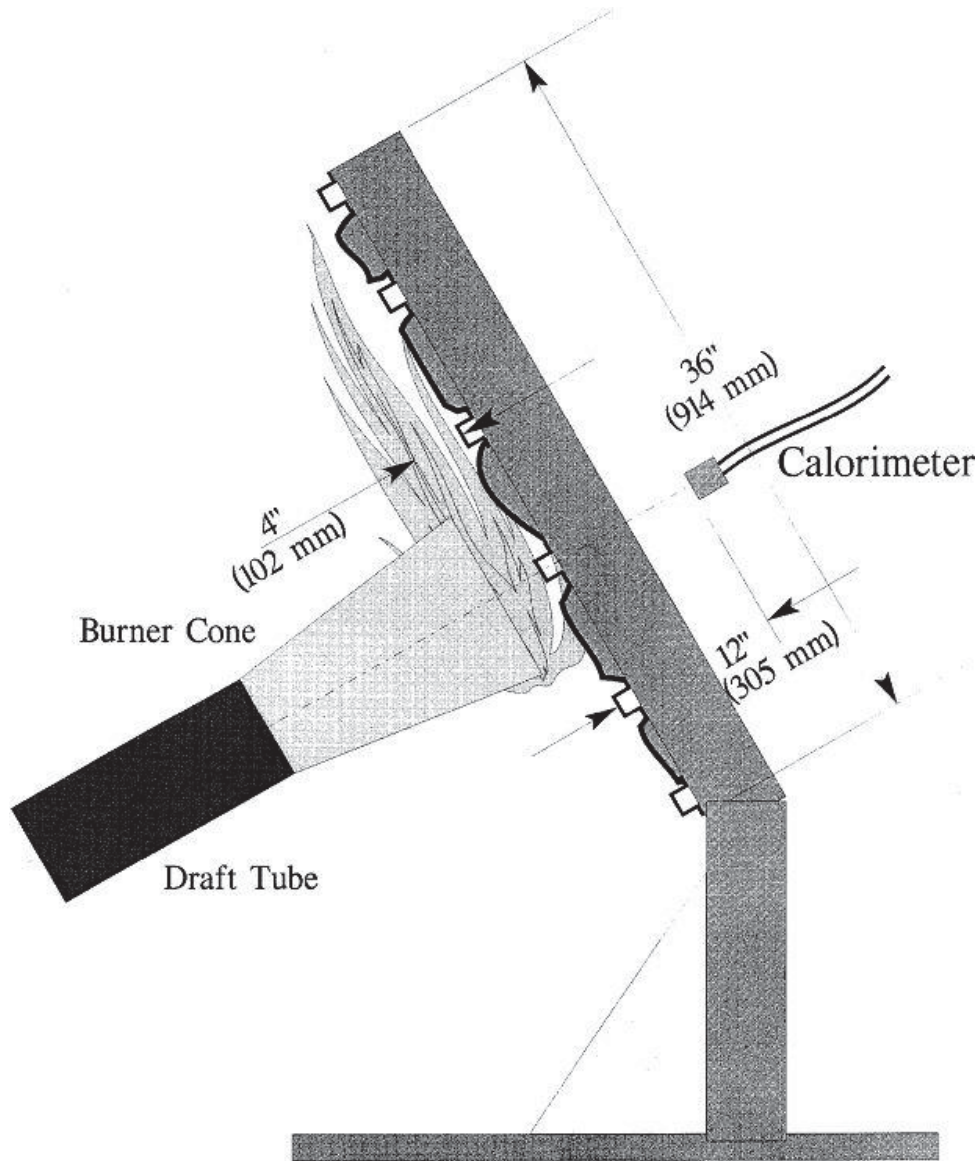 36"
(914 mm)
Calorimeter
4"
(102 mm)
Burner Cone
12"
(305 mm)
Draft Tube